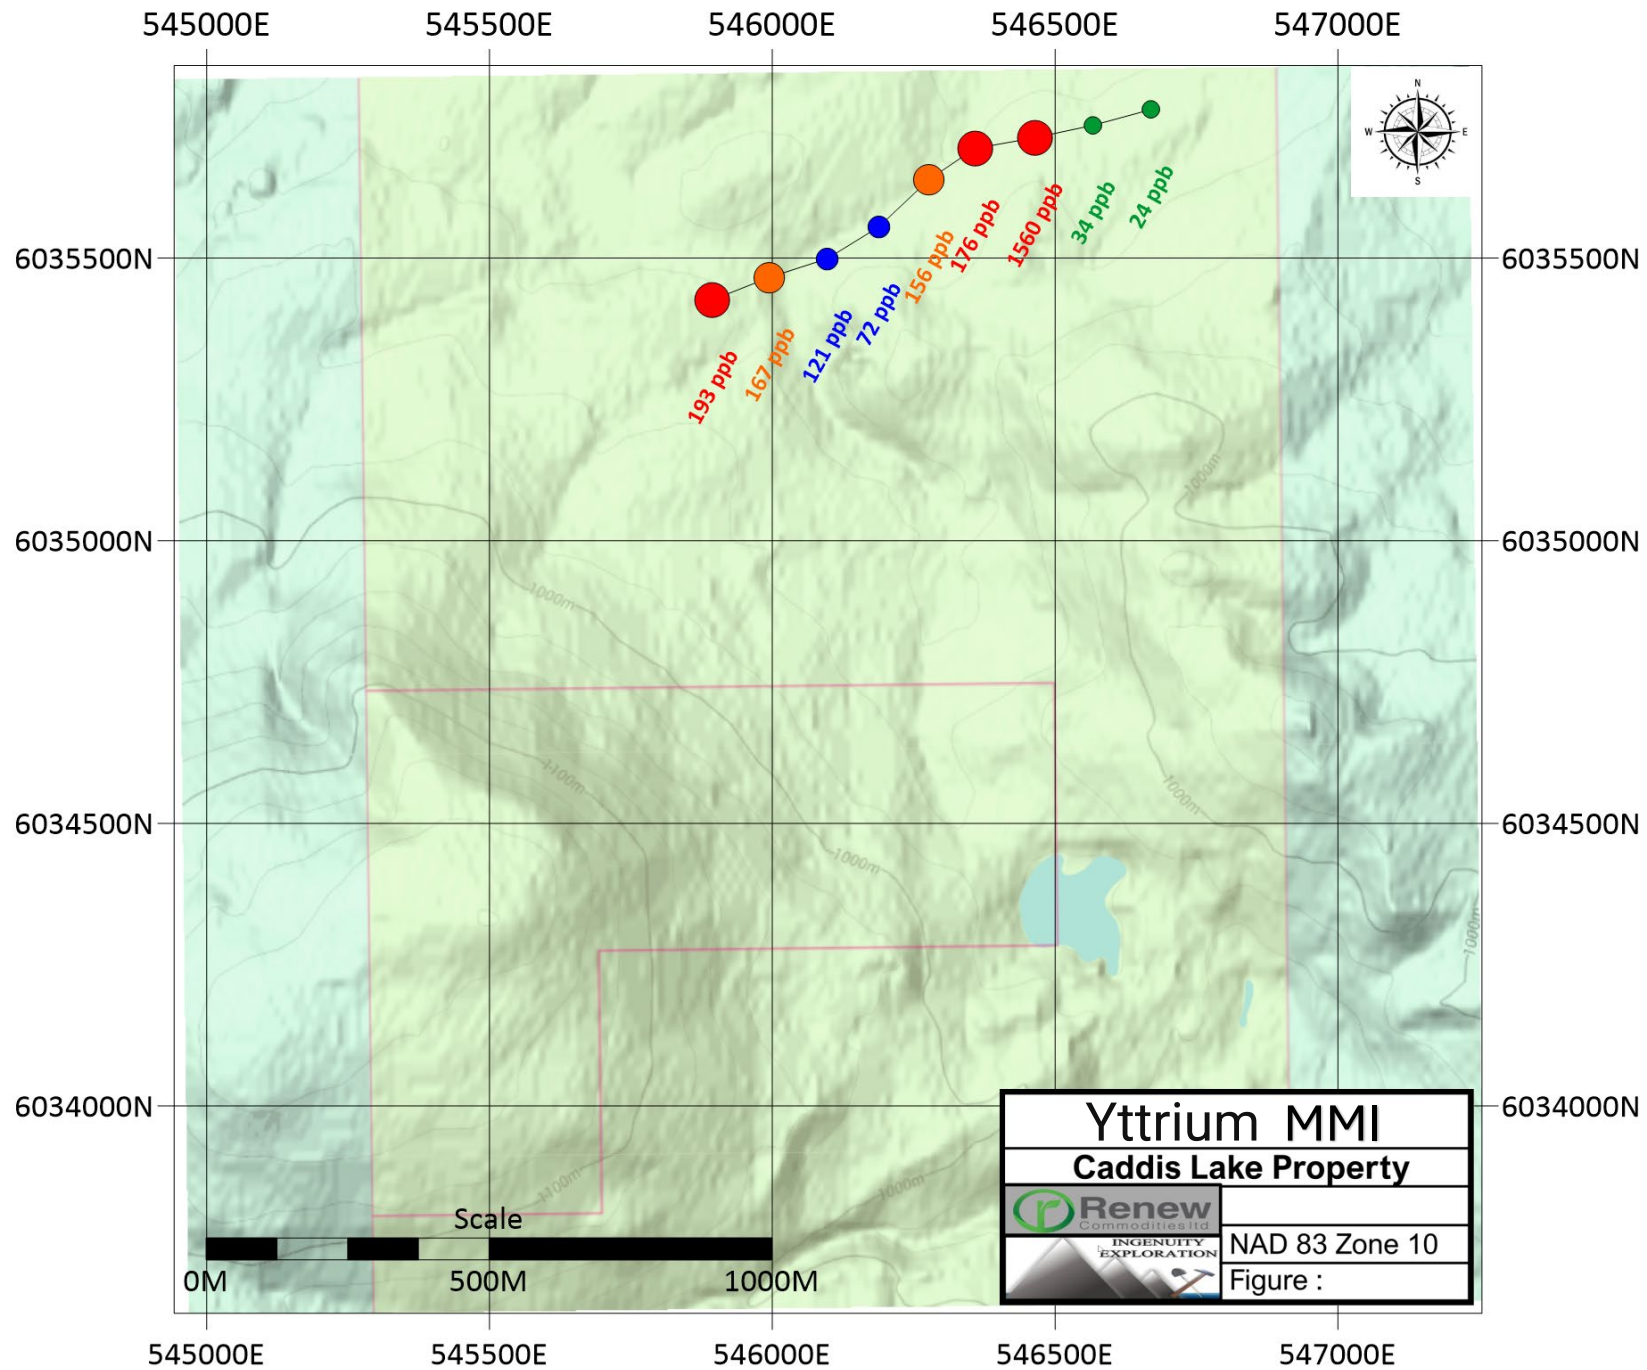 545000E 545500E 546000E 546500E 547000E
N
W E
S
24 ppb
34 ppb
1560 ppb
176 ppb
156 ppb
6035500N 6035500N
72 ppb
121 ppb
167 ppb
193 ppb
1000m
6035000N 6035000N
1000m
1100m
1000m
6034500N 6034500N
1000m
1000m
6034000N 6034000N
1100m
1000m
Yttrium MMI
Caddis Lake Property
r Renew
Commodities ltd
INGENUITY
EXPLORATION
NAD 83 Zone 10
Figure :
Scale
0M 500M 1000M
545000E 545500E 546000E 546500E 547000E